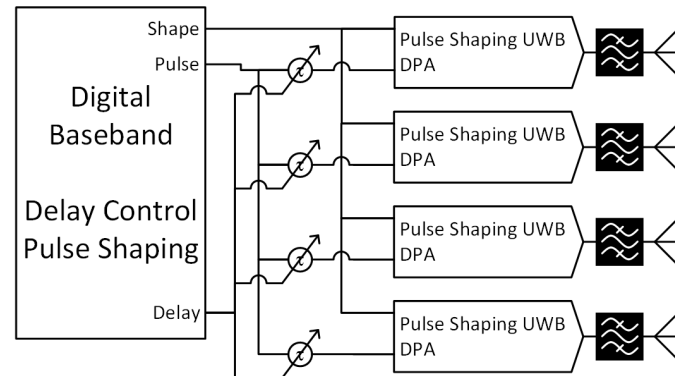 Shape
Pulse
Digital
Baseband
Delay Control
Pulse Shaping
Delay
τ
Pulse Shaping UWB
DPA
τ
Pulse Shaping UWB
DPA
τ
Pulse Shaping UWB
DPA
τ
Pulse Shaping UWB
DPA